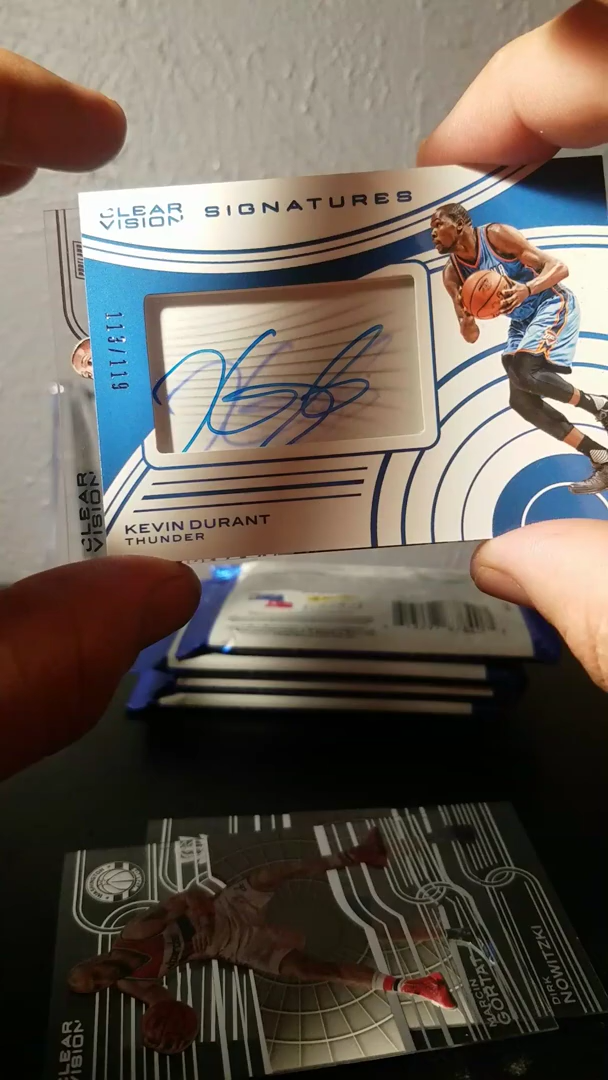 CLEAR
VISION
SIGNATURES
113/119
KEVIN DURANT
THUNDER
CLEAR
VISION
CLEAR
VISION
MARCIN
GORTAT
DIRK
NOWITZKI